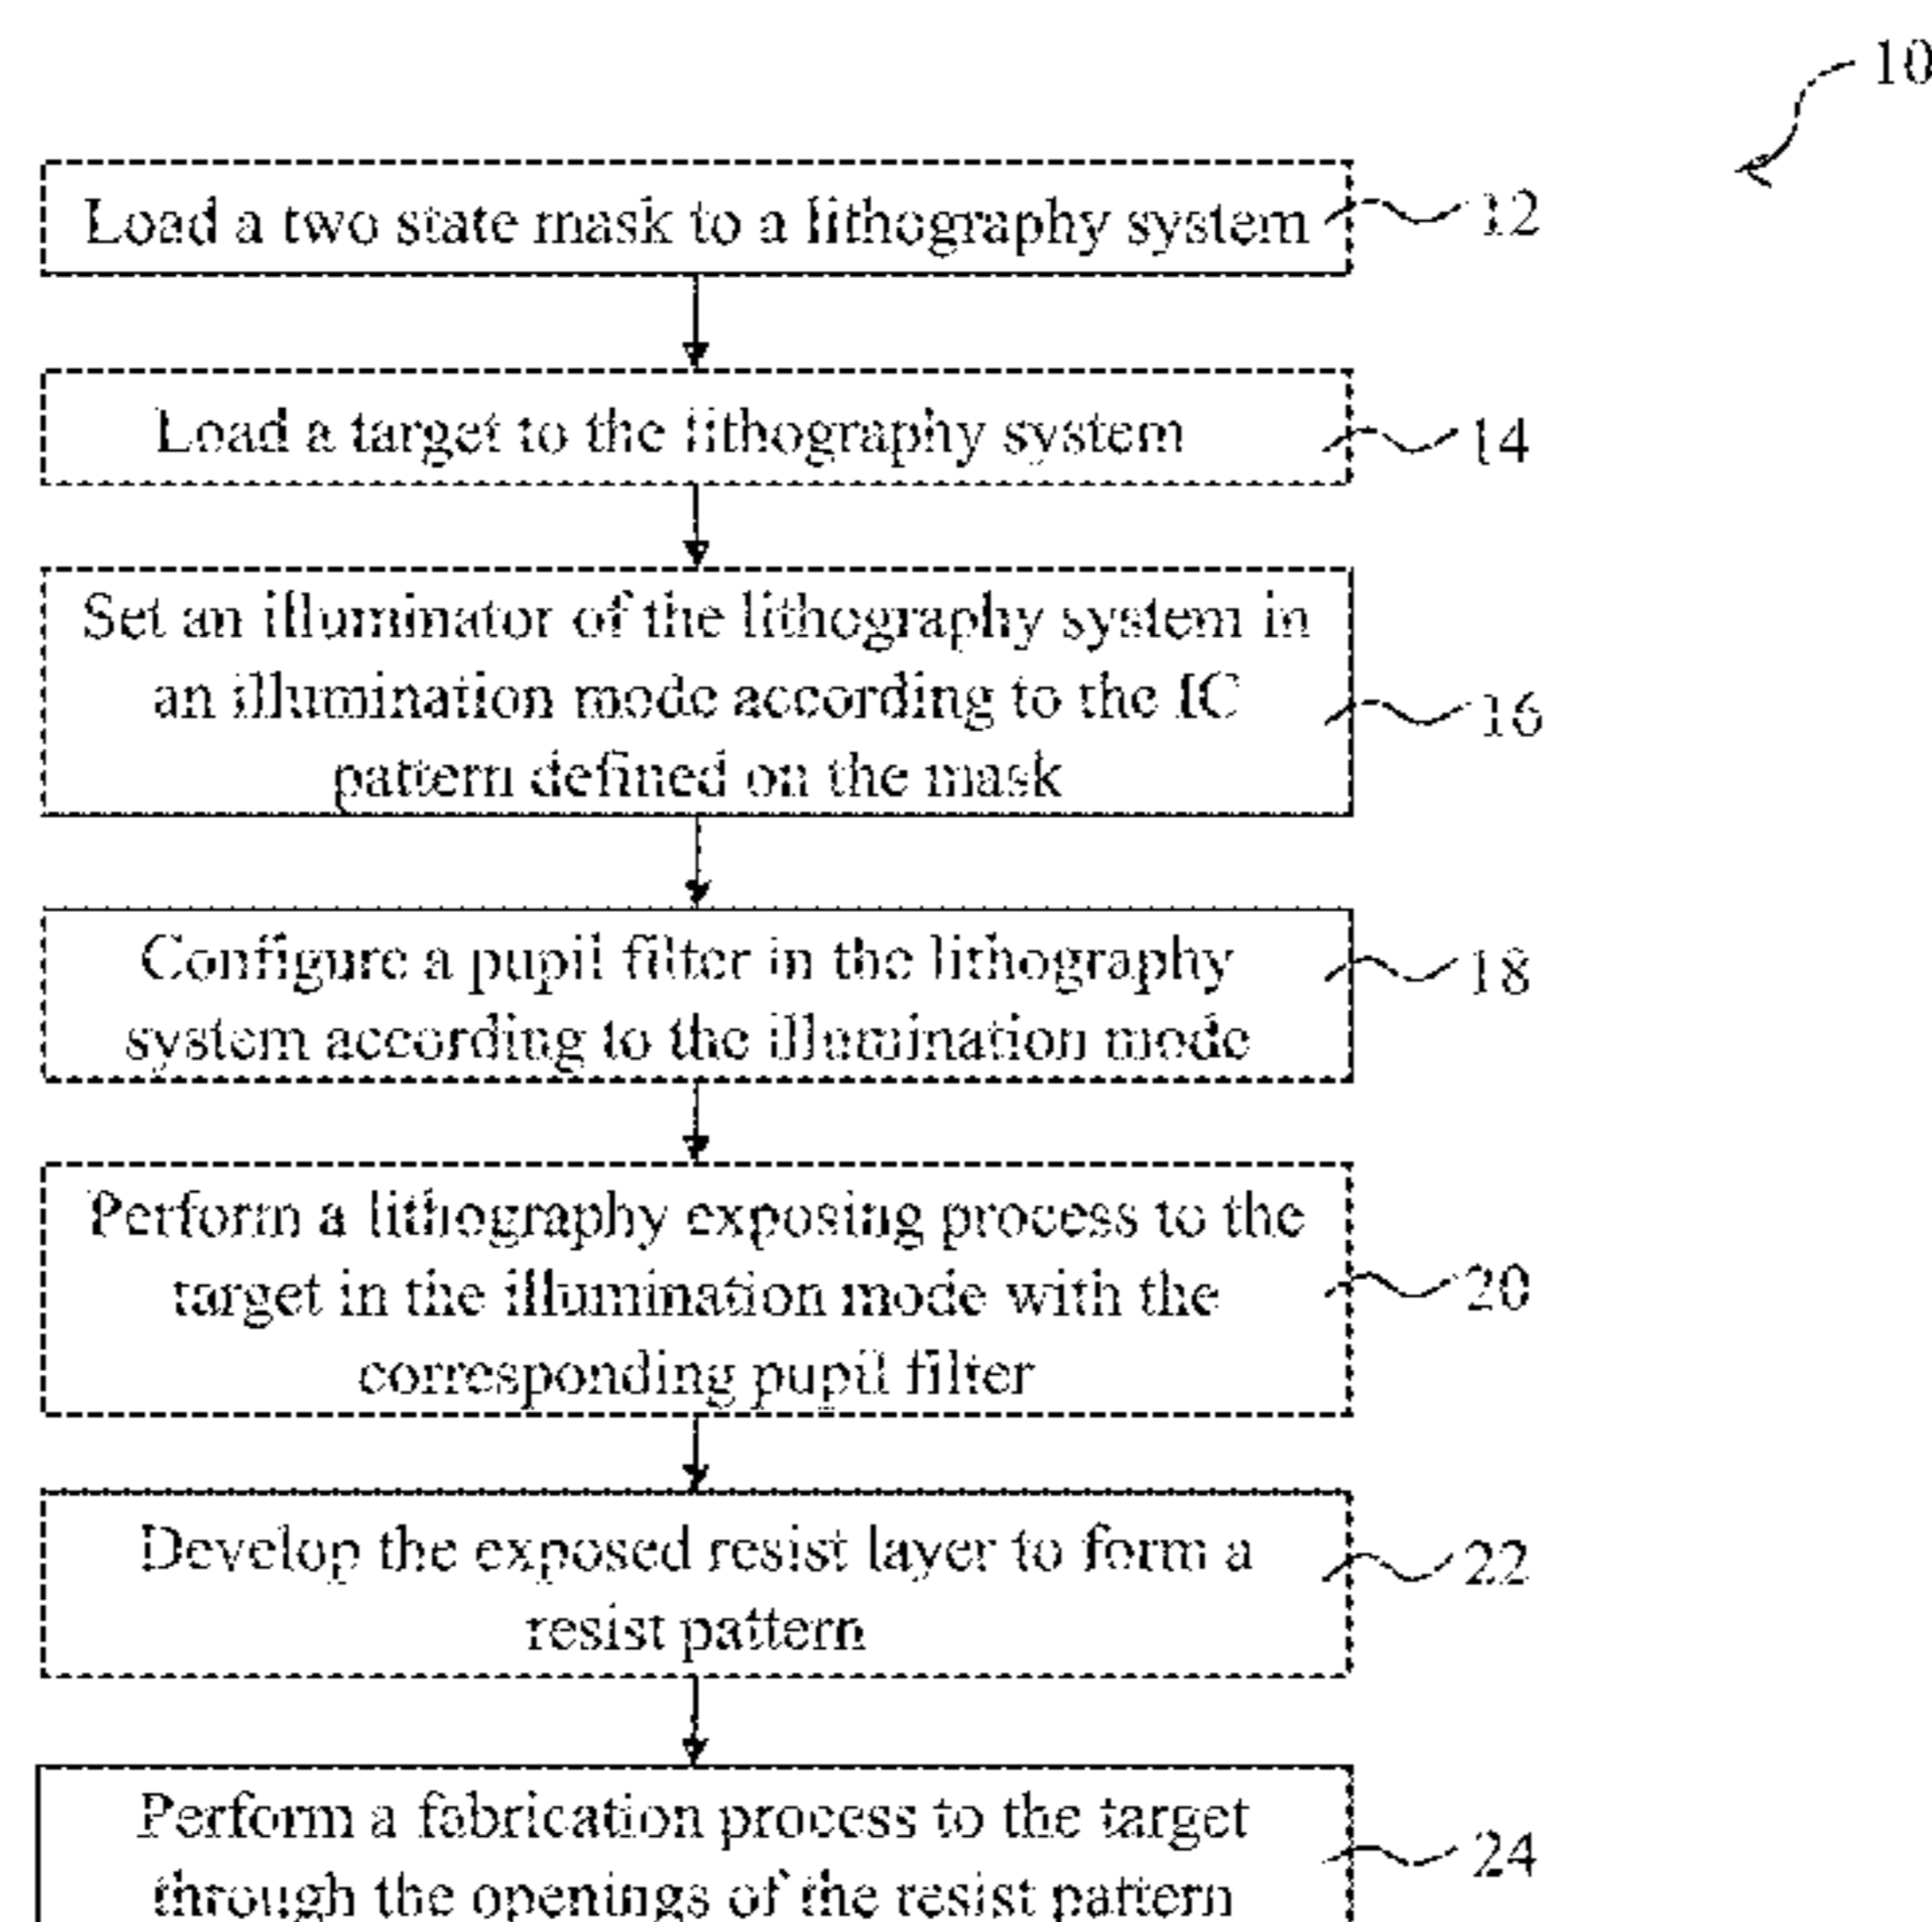 10
Load a two state mask to a lithography system
12
Load a target to the lithography system
14
Set an illuminator of the lithography system in
an illumination mode according to the IC
pattern defined on the mask
16
Configure a pupil filter in the lithography
system according to the illumination mode
18
Perform a lithography exposing process to the
target in the illumination mode with the
corresponding pupil filter
20
Develop the exposed resist layer to form a
resist pattern
22
Perform a fabrication process to the target
through the openings of the resist pattern
24